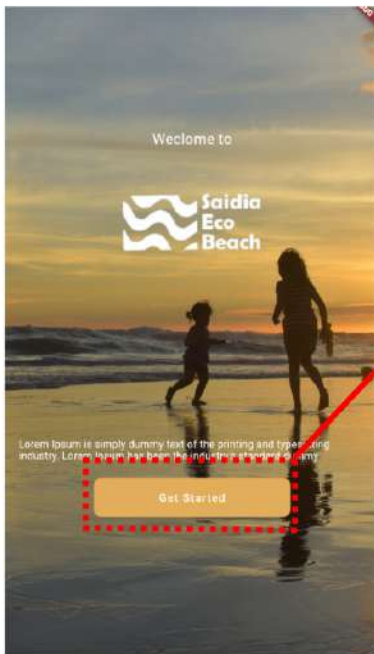 Weclome to
Saidia
Eco
Beach
Lorem Ipsum is simply dummy text of the printing and typesetting
industry. Lorem Ipsum has been the industry's standard dummy
Get Started